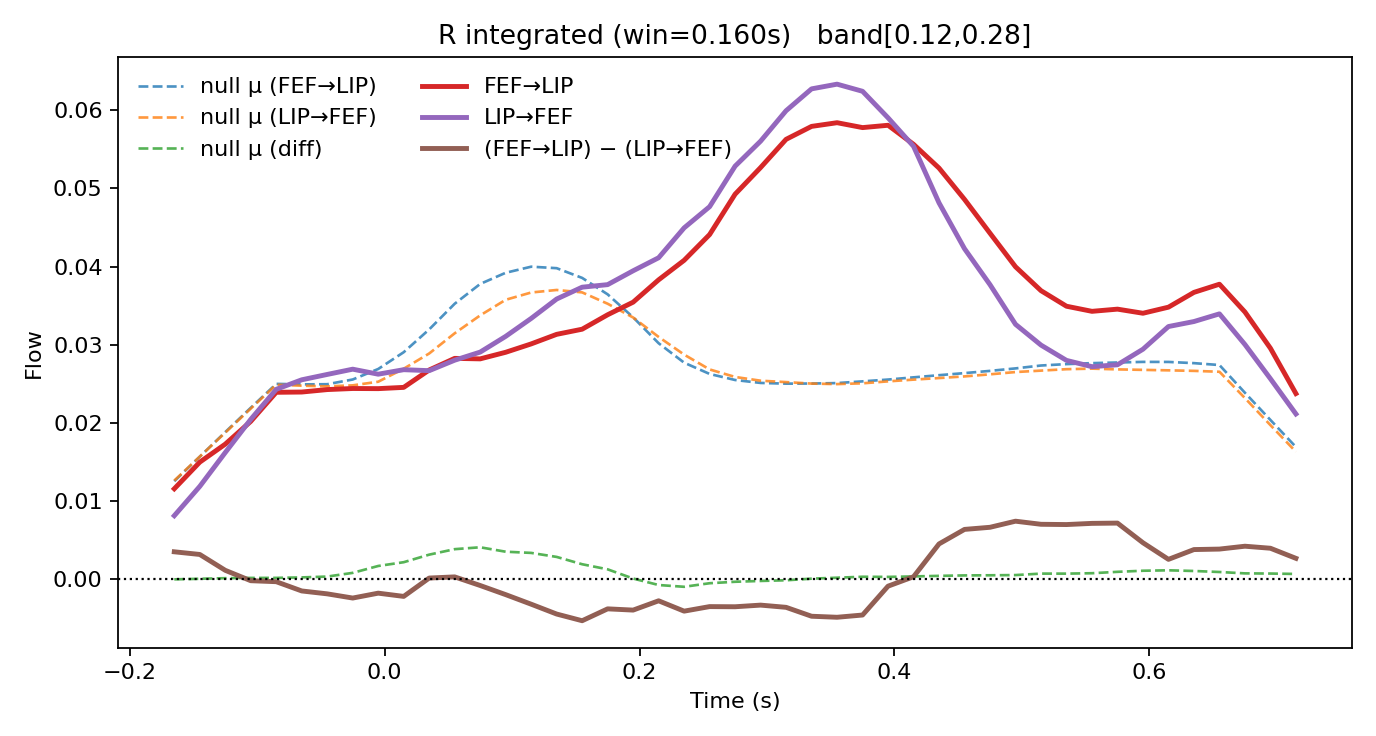 R integrated (win=0.160s)   band[0.12,0.28]
null μ (FEF→LIP)
null μ (LIP→FEF)
null μ (diff)
FEF→LIP
LIP→FEF
(FEF→LIP) − (LIP→FEF)
Flow
0.06
0.05
0.04
0.03
0.02
0.01
0.00
−0.2
0.0
0.2
0.4
0.6
Time (s)